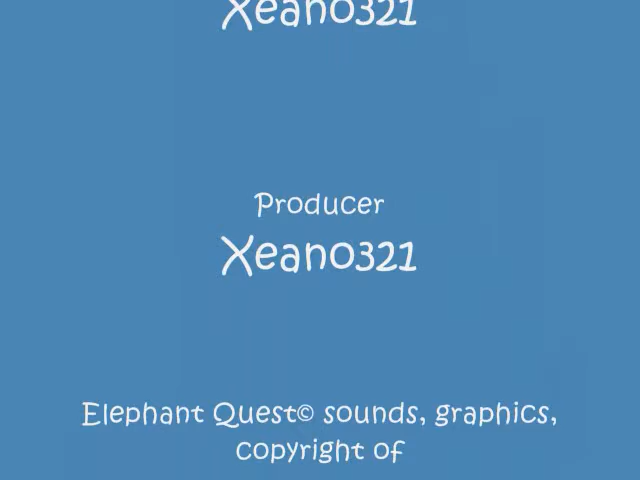 Xeano321
Producer
Xeano321
Elephant Quest© sounds, graphics,
copyright of